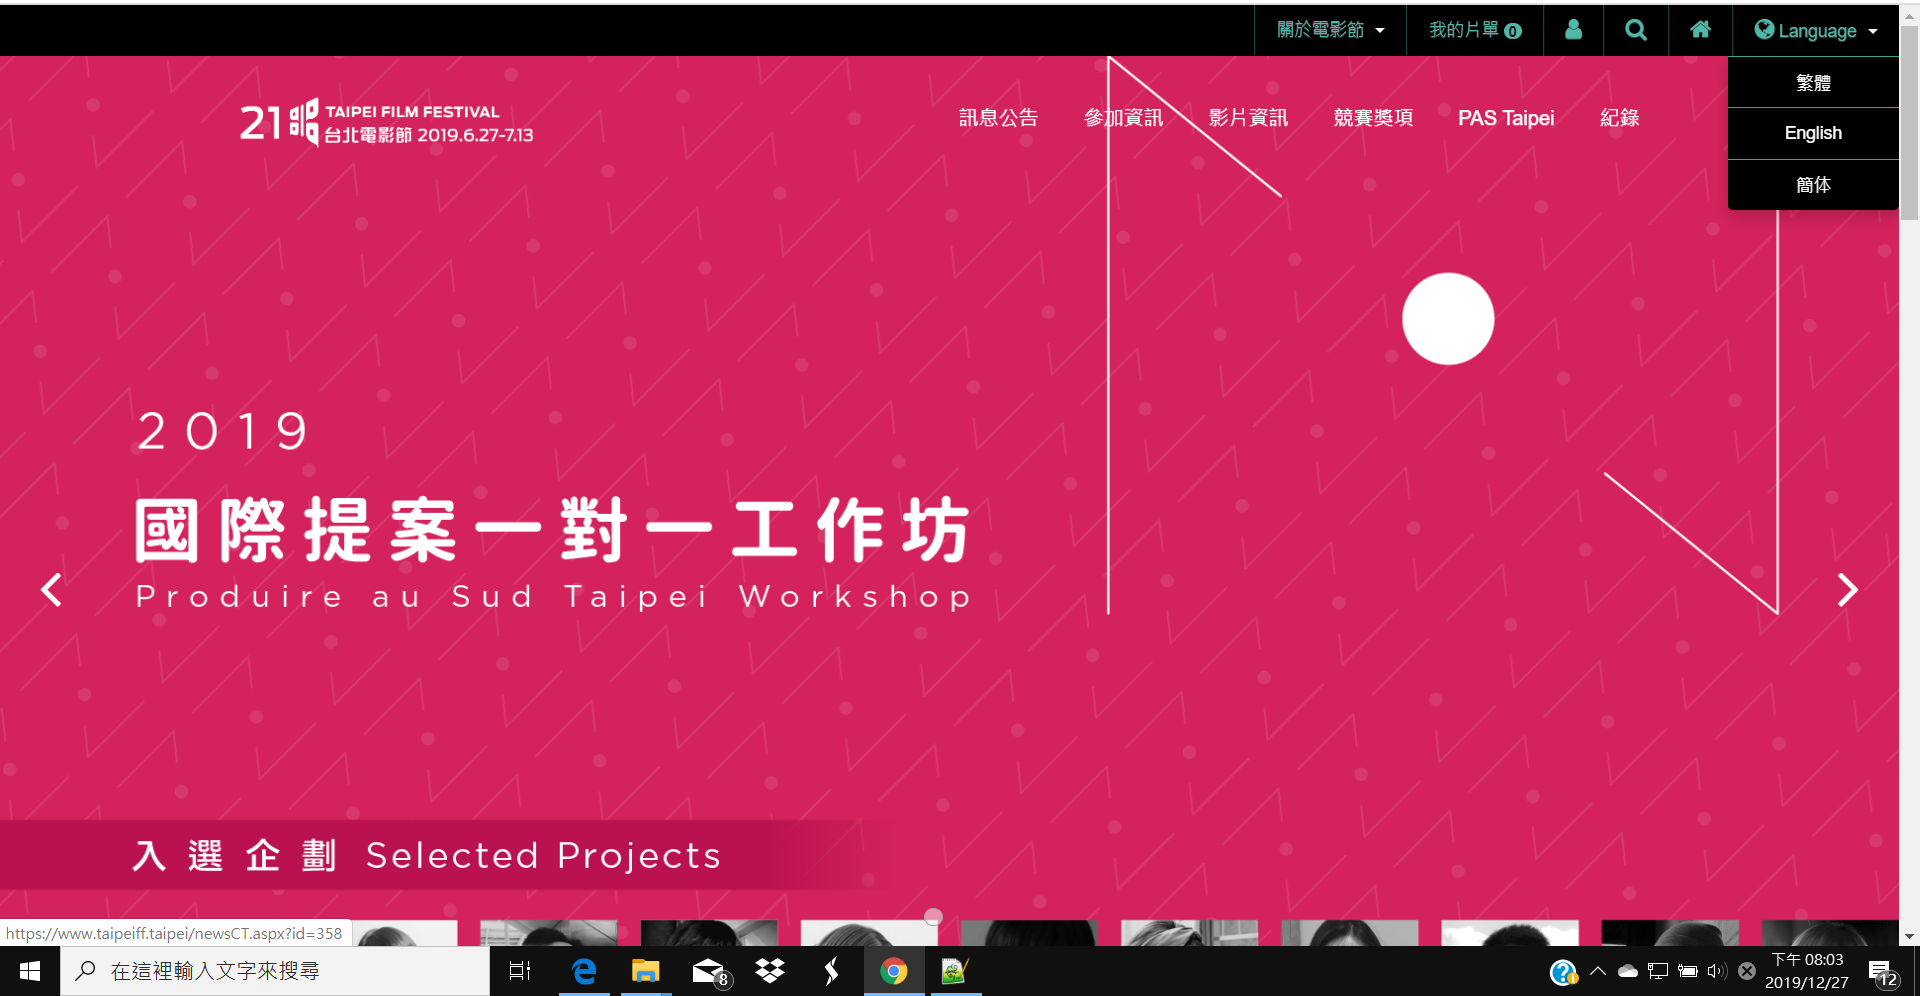 關於電影節
我的片單 0
Language
繁體
English
簡体
21 TAIPEI FILM FESTIVAL
台北電影節 2019.6.27-7.13
訊息公告 參加資訊 影片資訊 競賽獎項 PAS Taipei 紀錄
2019
國際提案一對一工作坊
Produire au Sud Taipei Workshop
入選企劃 Selected Projects
https://www.taipeiff.taipei/newsCT.aspx?id=358
在這裡輸入文字來搜尋
8
下午 08:03
2019/12/27
12